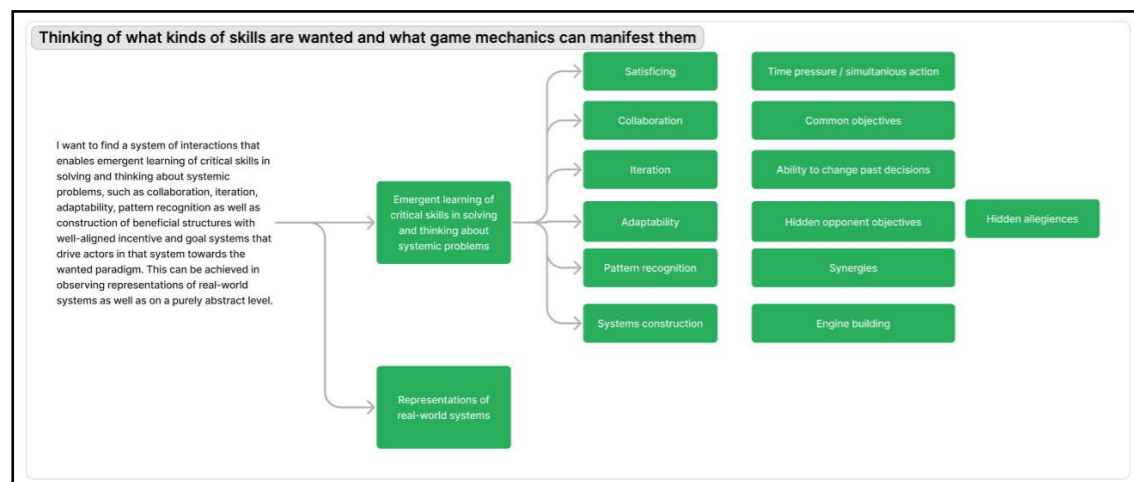 Thinking of what kinds of skills are wanted and what game mechanics can manifest them
I want to find a system of interactions that
enables emergent learning of critical skills in
solving and thinking about systemic
problems, such as collaboration, iteration,
adaptability, pattern recognition as well as
construction of beneficial structures with
well-aligned incentive and goal systems that
drive actors in that system towards the
wanted paradigm. This can be achieved in
observing representations of real-world
systems as well as on a purely abstract level.
Emergent learning of
critical skills in solving
and thinking about
systemic problems
Representations of
real-world systems
Satisficing
Time pressure / simultanious action
Collaboration
Common objectives
Iteration
Ability to change past decisions
Adaptability
Hidden opponent objectives
Hidden allegiences
Pattern recognition
Synergies
Systems construction
Engine building